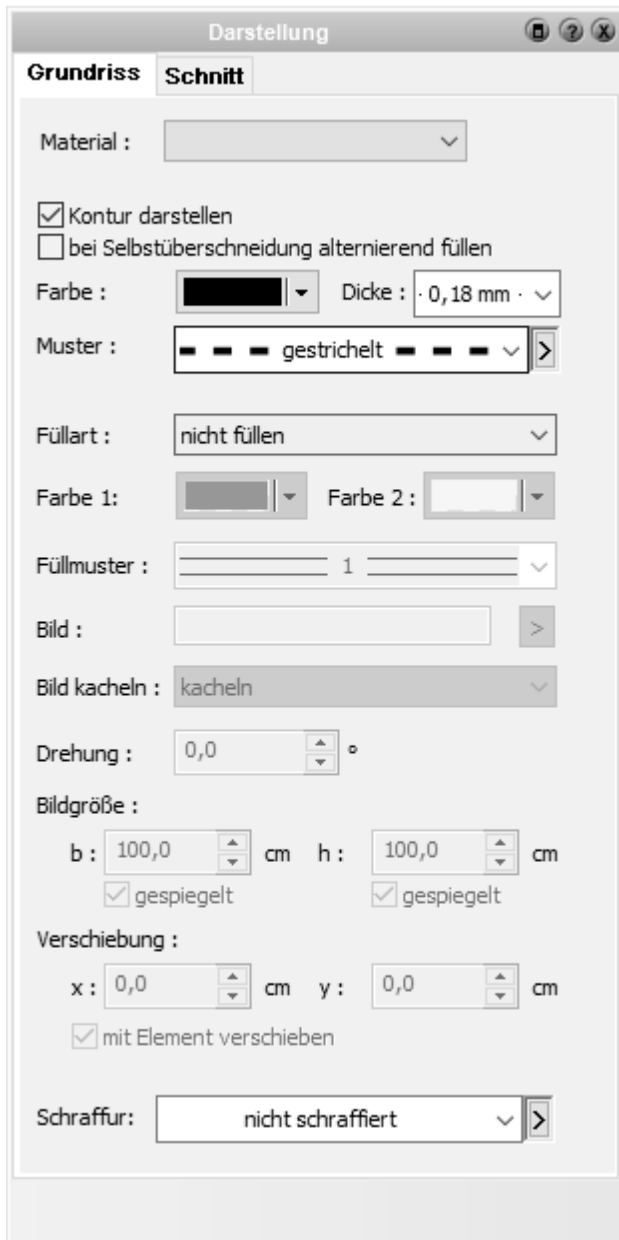 Darstellung
Grundriss Schnitt
Material :
Kontur darstellen
bei Selbstüberschneidung alternierend füllen
Farbe : Dicke : · 0,18 mm ·
Muster : gestrichelt >
Füllart : nicht füllen
Farbe 1: Farbe 2 :
Füllmuster : 1
Bild : >
Bild kacheln : kacheln
Drehung : 0,0 °
Bildgröße :
b : 100,0 cm h : 100,0 cm
gespiegelt gespiegelt
Verschiebung :
x : 0,0 cm y : 0,0 cm
mit Element verschieben
Schraffur: nicht schraffiert >